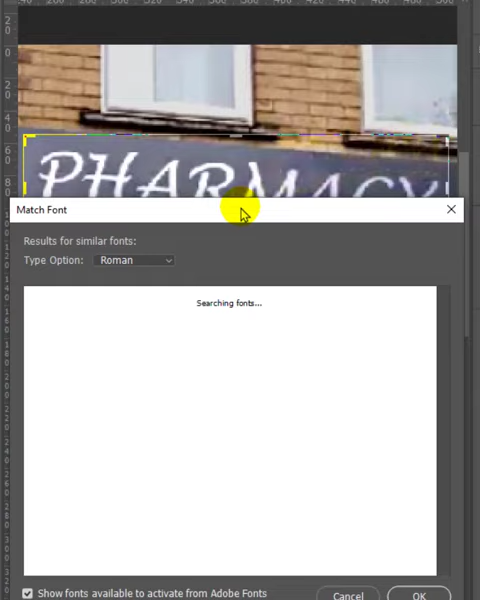 PHARMACY
Match Font
Results for similar fonts:
Type Option: Roman
Searching fonts...
Show fonts available to activate from Adobe Fonts
Cancel OK